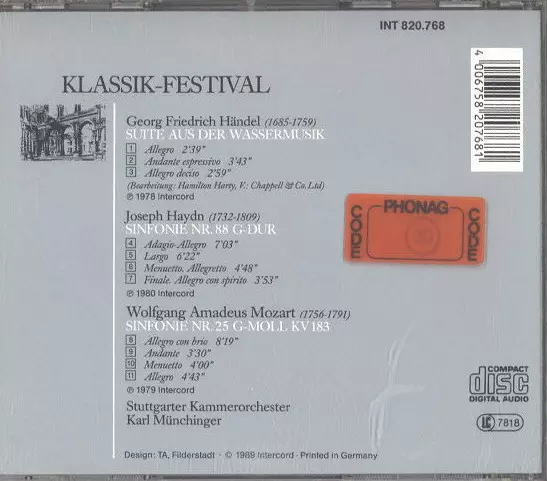 INT 820.768
4 006758 207681
KLASSIK-FESTIVAL
Georg Friedrich Händel (1685-1759)
SUITE AUS DER WASSERMUSIK
1 Allegro 2'39"
2 Andante espressivo 3'43"
3 Allegro deciso 2'59"
(Bearbeitung: Hamilton Harty, V.: Chappell & Co. Ltd)
℗ 1978 Intercord
Joseph Haydn (1732-1809)
SINFONIE NR. 88 G-DUR
4 Adagio-Allegro 7'03"
5 Largo 6'22"
6 Menuetto. Allegretto 4'48"
7 Finale. Allegro con spirito 3'53"
℗ 1980 Intercord
Wolfgang Amadeus Mozart (1756-1791)
SINFONIE NR. 25 G-MOLL KV 183
8 Allegro con brio 8'19"
9 Andante 3'30"
10 Menuetto 4'00"
11 Allegro 4'43"
℗ 1979 Intercord
Stuttgarter Kammerorchester
Karl Münchinger
Design: TA, Filderstadt · © 1989 Intercord · Printed in Germany
CODE
PHONAG
CODE
COMPACT
disc
DIGITAL AUDIO
LC 7818